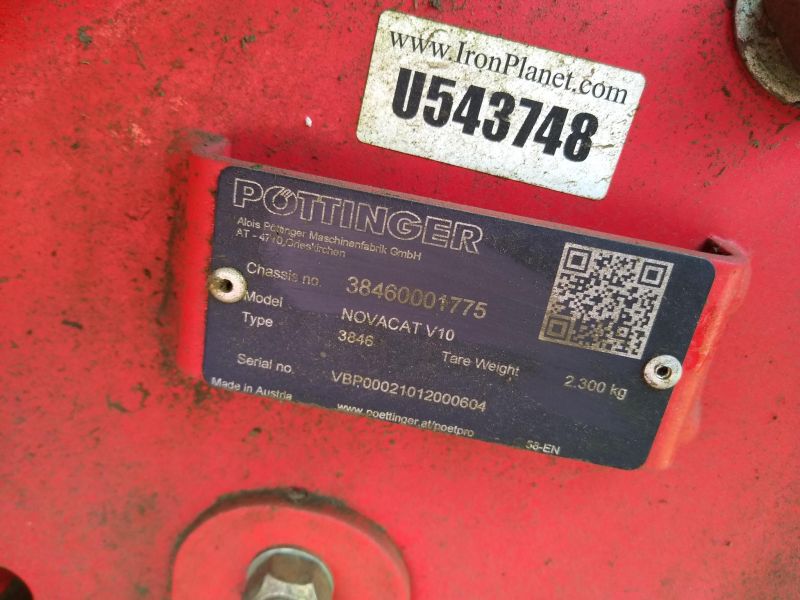 www.IronPlanet.com
U543748
PÖTTINGER
Alois Pöttinger Maschinenfabrik GmbH
AT - 4710 Grieskirchen
Chassis no. 38460001775
Model NOVACAT V10
Type 3846 Tare Weight 2.300 kg
Serial no. VBP00021012000604
Made in Austria www.poettinger.at/poetpro 58-EN